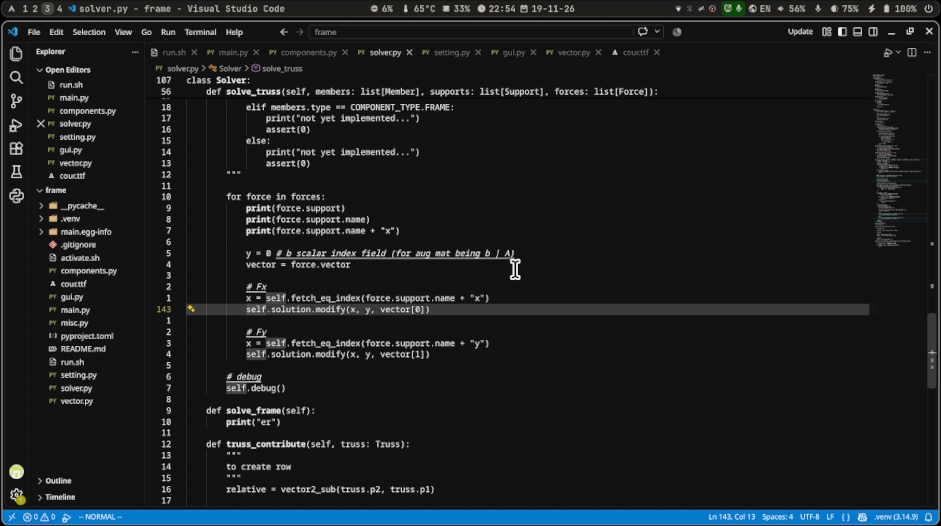 1 2 3 4 solver.py - frame - Visual Studio Code 6% 65°C 33% 22:54 19-11-26 EN 56% 75% 100%
File Edit Selection View Go Run Terminal Help frame Update
Explorer
run.sh main.py components.py solver.py setting.py gui.py vector.py cour.ttf
solver.py > Solver > solve_truss
Open Editors
run.sh
main.py
components.py
solver.py
setting.py
gui.py
vector.py
cour.ttf
frame
__pycache__
.venv
main.egg-info
.gitignore
activate.sh
components.py
cour.ttf
gui.py
main.py
misc.py
pyproject.toml
README.md
run.sh
setting.py
solver.py
vector.py
Outline
Timeline
107 class Solver:
56 def solve_truss(self, members: list[Member], supports: list[Support], forces: list[Force]):
18 elif members.type == COMPONENT_TYPE.FRAME:
17 print("not yet implemented...")
16 assert(0)
15 else:
14 print("not yet implemented...")
13 assert(0)
12 """
11
10 for force in forces:
9 print(force.support)
8 print(force.support.name)
7 print(force.support.name + "x")
6
5 y = 0 # b scalar index field (for aug mat being b | A)
4 vector = force.vector
3
2 # Fx
1 x = self.fetch_eq_index(force.support.name + "x")
143 self.solution.modify(x, y, vector[0])
1
2 # Fy
3 x = self.fetch_eq_index(force.support.name + "y")
4 self.solution.modify(x, y, vector[1])
5
6 # debug
7 self.debug()
8
9 def solve_frame(self):
10 print("er")
11
12 def truss_contribute(self, truss: Truss):
13 """
14 to create row
15 """
16 relative = vector2_sub(truss.p2, truss.p1)
17
0 0 -- NORMAL -- Ln 143, Col 13 Spaces: 4 UTF-8 LF { } .venv (3.14.9)